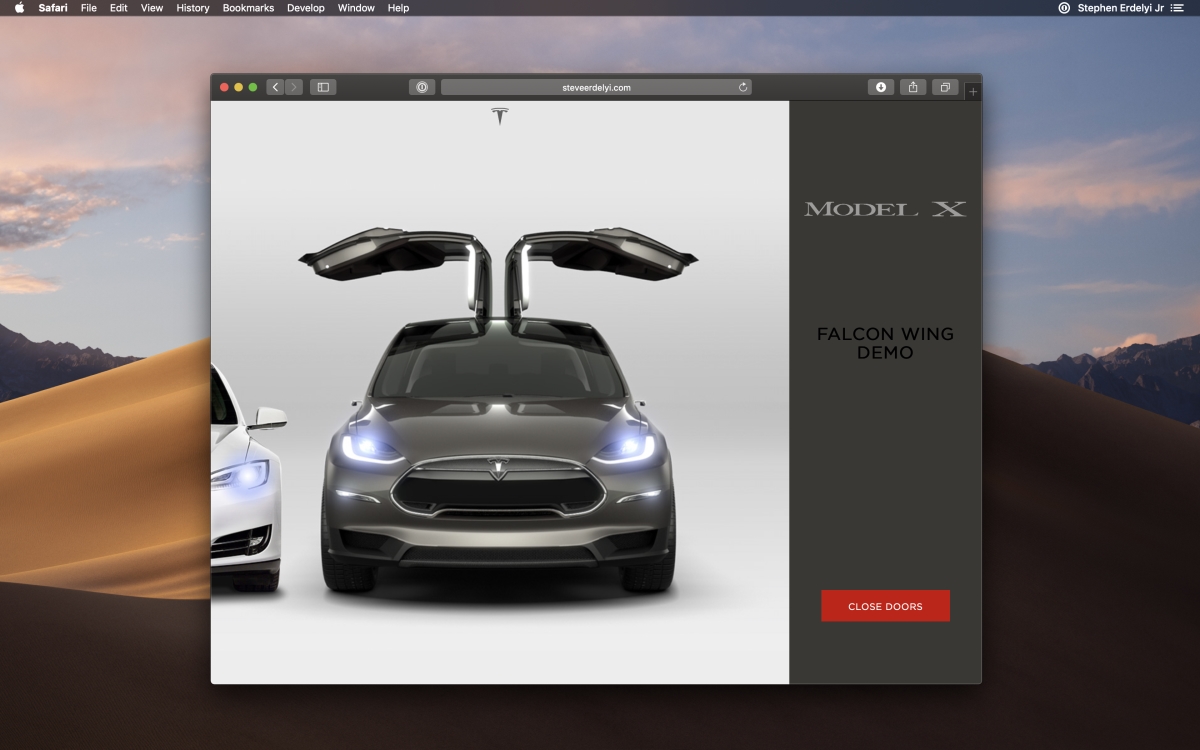 Safari File Edit View History Bookmarks Develop Window Help Stephen Erdelyi Jr
steveerdelyi.com
MODEL X
FALCON WING
DEMO
CLOSE DOORS